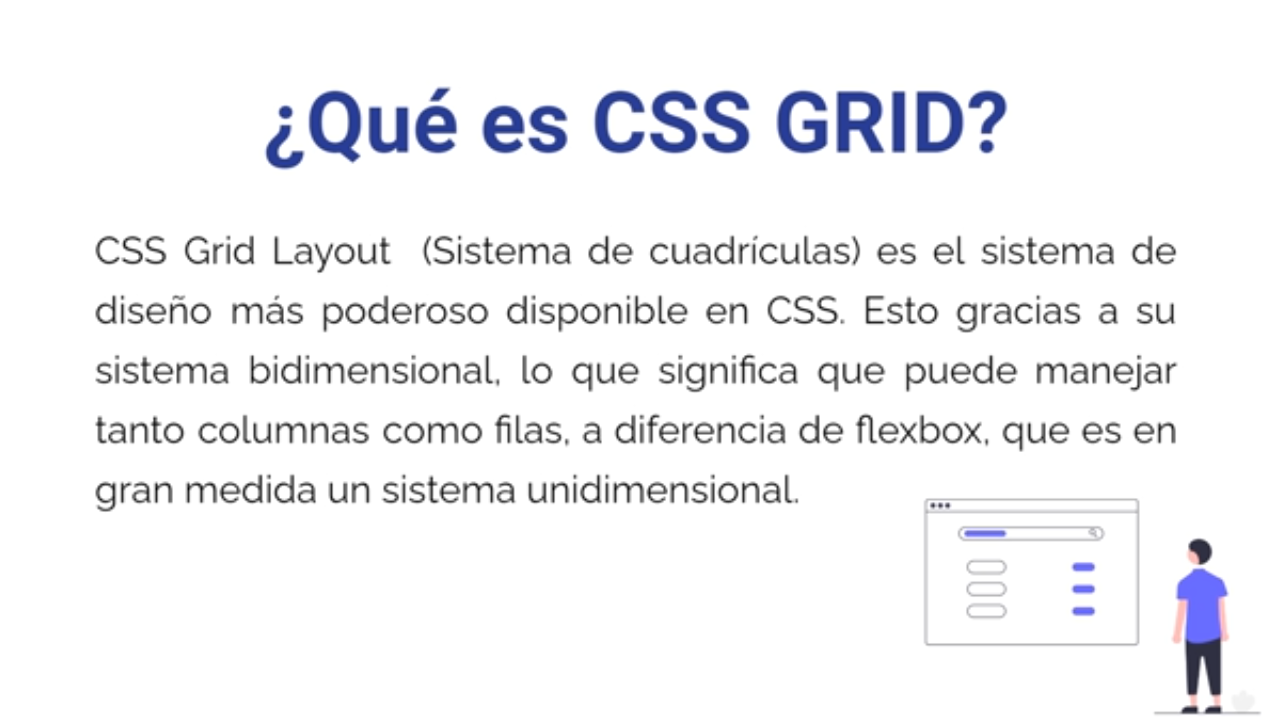 ¿Qué es CSS GRID?
CSS Grid Layout (Sistema de cuadrículas) es el sistema de
diseño más poderoso disponible en CSS. Esto gracias a su
sistema bidimensional, lo que significa que puede manejar
tanto columnas como filas, a diferencia de flexbox, que es en
gran medida un sistema unidimensional.